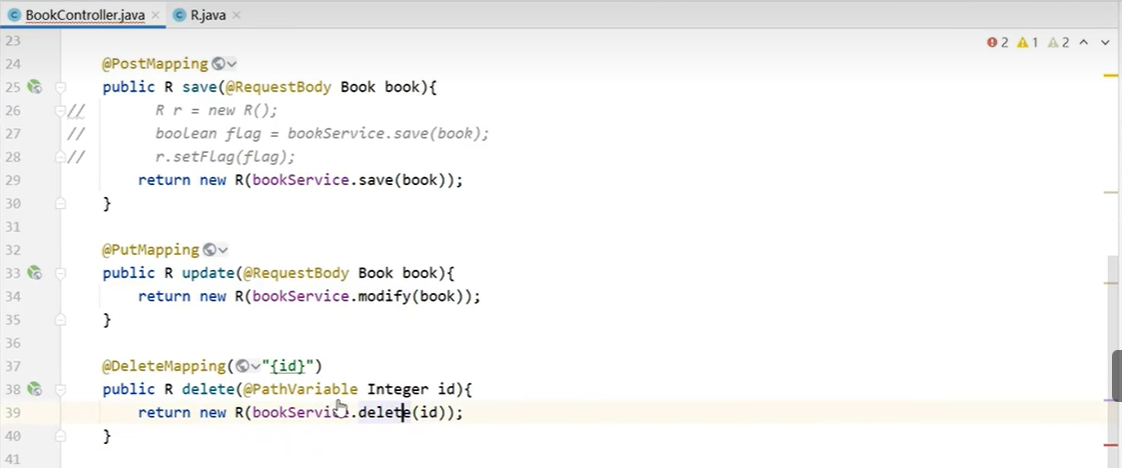 BookController.java × R.java ×
23 2 1 2
24 @PostMapping
25 public R save(@RequestBody Book book){
26 // R r = new R();
27 // boolean flag = bookService.save(book);
28 // r.setFlag(flag);
29 return new R(bookService.save(book));
30 }
31
32 @PutMapping
33 public R update(@RequestBody Book book){
34 return new R(bookService.modify(book));
35 }
36
37 @DeleteMapping("{id}")
38 public R delete(@PathVariable Integer id){
39 return new R(bookService.delete(id));
40 }
41